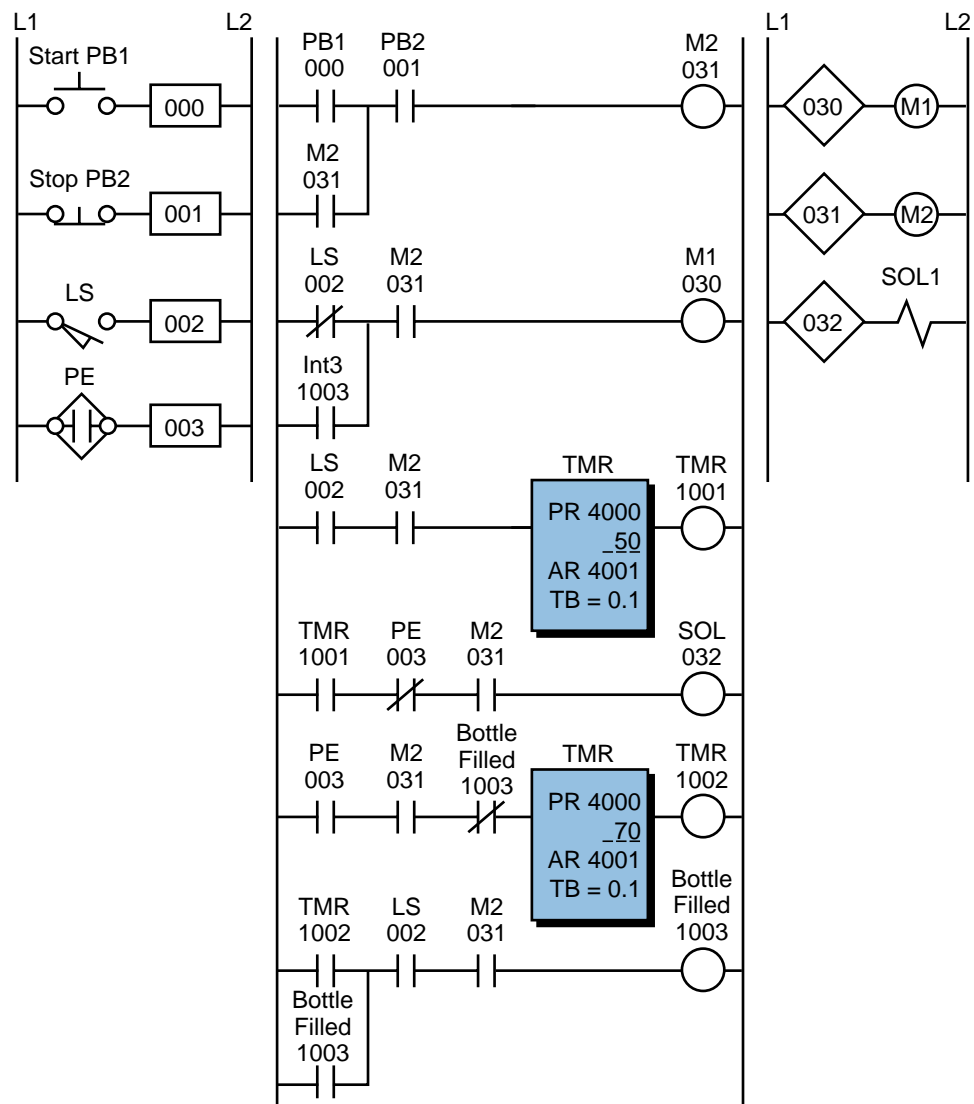 L1
L2
Start PB1
000
Stop PB2
001
LS
002
PE
003
PB1
000
PB2
001
M2
031
M2
031
LS
002
M2
031
M1
030
Int3
1003
LS
002
M2
031
TMR
PR 4000
50
AR 4001
TB = 0.1
TMR
1001
TMR
1001
PE
003
M2
031
SOL
032
PE
003
M2
031
Bottle
Filled
1003
TMR
PR 4000
70
AR 4001
TB = 0.1
TMR
1002
TMR
1002
LS
002
M2
031
Bottle
Filled
1003
Bottle
Filled
1003
L1
L2
030
M1
031
M2
SOL1
032